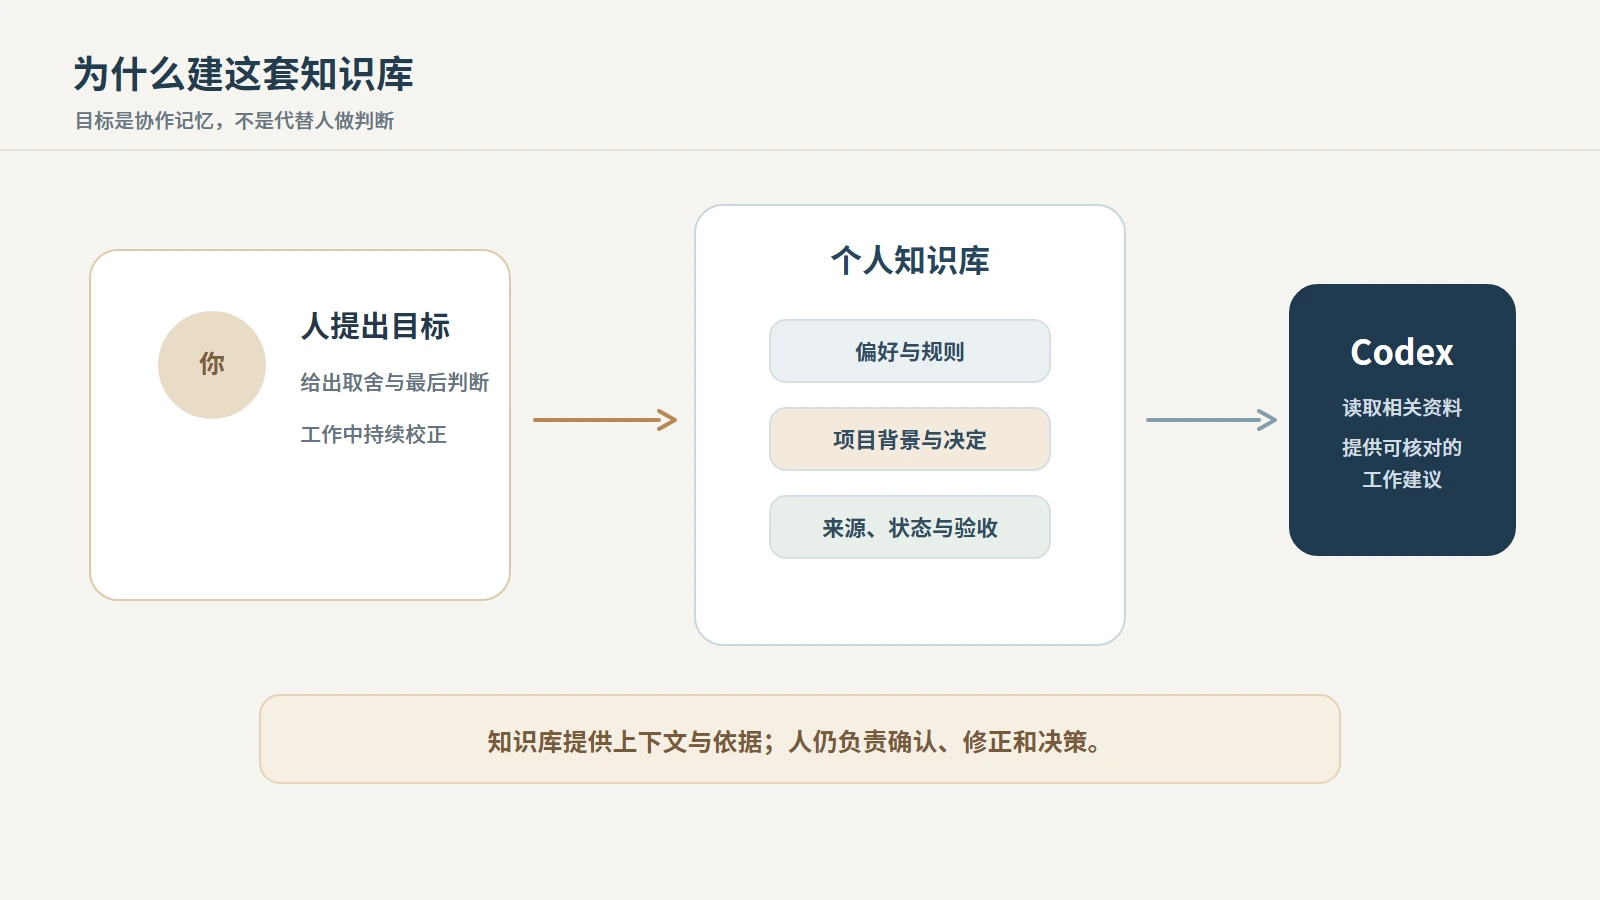 为什么建这套知识库
目标是协作记忆，不是代替人做判断
你
人提出目标
给出取舍与最后判断
工作中持续校正
个人知识库
偏好与规则
项目背景与决定
来源、状态与验收
Codex
读取相关资料
提供可核对的
工作建议
知识库提供上下文与依据；人仍负责确认、修正和决策。